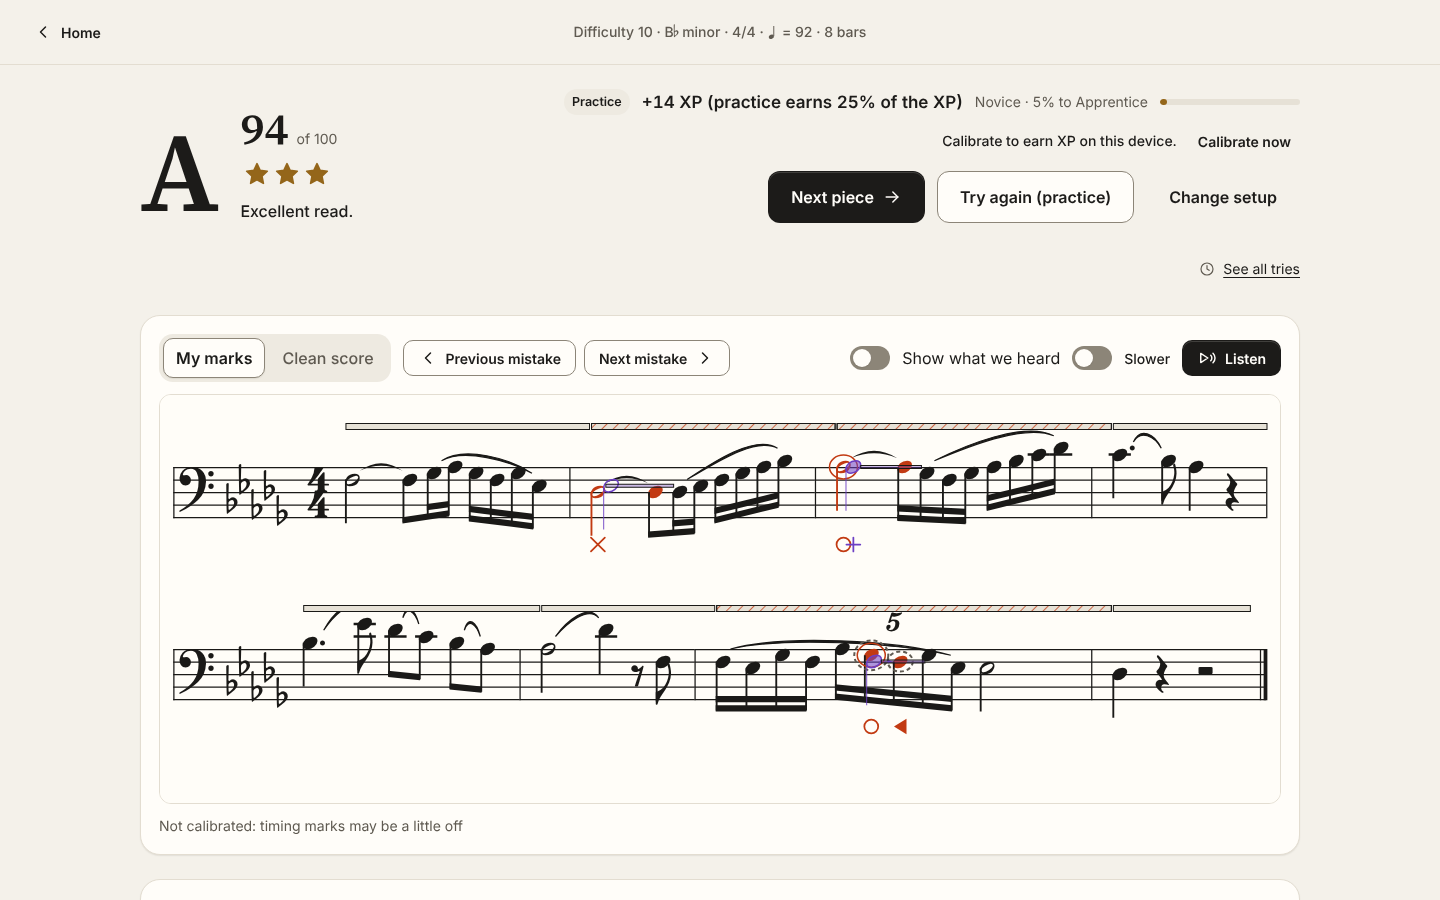 Home
Difficulty 10 · B♭ minor · 4/4 · ♩ = 92 · 8 bars
A
94 of 100
Excellent read.
Practice +14 XP (practice earns 25% of the XP) Novice · 5% to Apprentice
Calibrate to earn XP on this device. Calibrate now
Next piece → Try again (practice) Change setup
See all tries
My marks Clean score Previous mistake Next mistake Show what we heard Slower Listen
4
4
5
Not calibrated: timing marks may be a little off